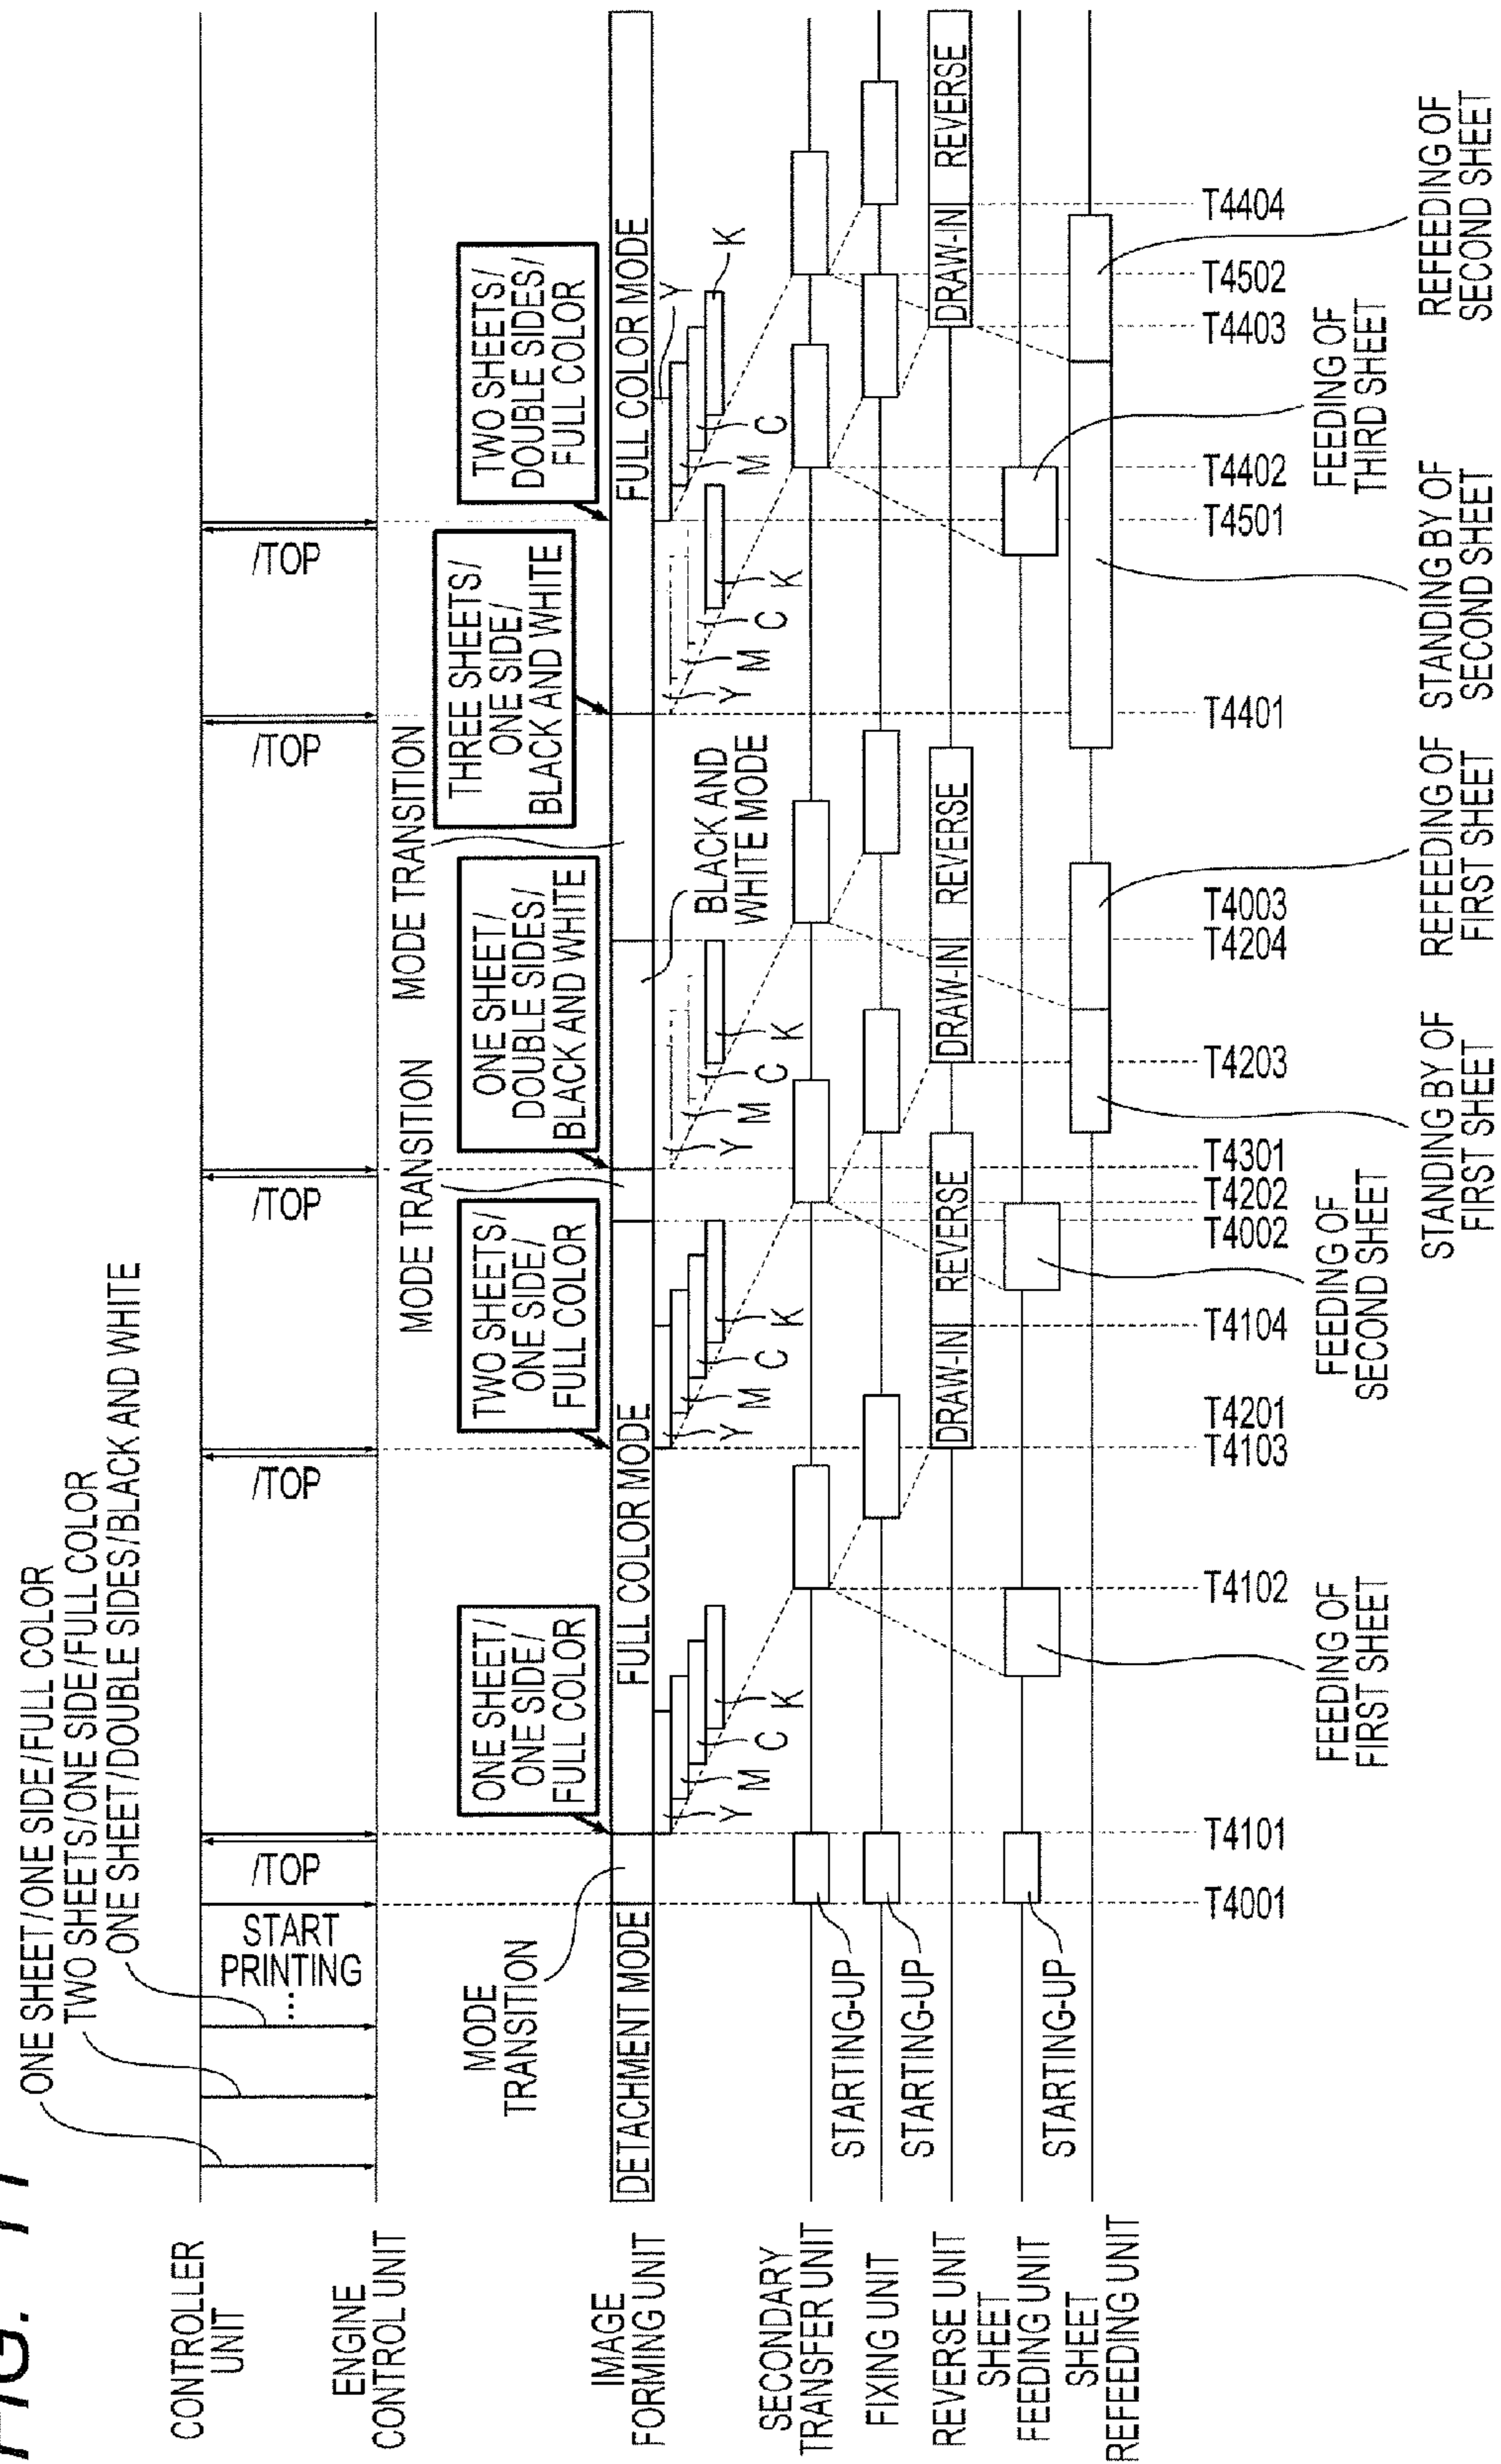 FIG. 11
ONE SHEET/ONE SIDE/FULL COLOR
TWO SHEETS/ONE SIDE/FULL COLOR
ONE SHEET/DOUBLE SIDES/BLACK AND WHITE
CONTROLLER
UNIT
START
PRINTING
...
/TOP
/TOP
/TOP
/TOP
/TOP
ENGINE
CONTROL UNIT
MODE
TRANSITION
MODE TRANSITION
MODE TRANSITION
ONE SHEET/
ONE SIDE/
FULL COLOR
TWO SHEETS/
ONE SIDE/
FULL COLOR
ONE SHEET/
DOUBLE SIDES/
BLACK AND WHITE
THREE SHEETS/
ONE SIDE/
BLACK AND WHITE
TWO SHEETS/
DOUBLE SIDES/
FULL COLOR
IMAGE
FORMING UNIT
DETACHMENT MODE
FULL COLOR MODE
FULL COLOR MODE
BLACK AND
WHITE MODE
Y
M
C
K
Y
M
C
K
Y
M
C
K
Y
M
C
K
Y
M
C
K
SECONDARY
TRANSFER UNIT
STARTING-UP
FIXING UNIT
STARTING-UP
REVERSE UNIT
DRAW-IN
REVERSE
DRAW-IN
REVERSE
DRAW-IN
REVERSE
SHEET
FEEDING UNIT
STARTING-UP
SHEET
REFEEDING UNIT
T4001
T4101
T4102
T4103
T4201
T4104
T4002
T4202
T4301
T4203
T4204
T4003
T4401
T4501
T4402
T4403
T4502
T4404
FEEDING OF
FIRST SHEET
FEEDING OF
SECOND SHEET
FEEDING OF
THIRD SHEET
STANDING BY OF
FIRST SHEET
REFEEDING OF
FIRST SHEET
STANDING BY OF
SECOND SHEET
REFEEDING OF
SECOND SHEET